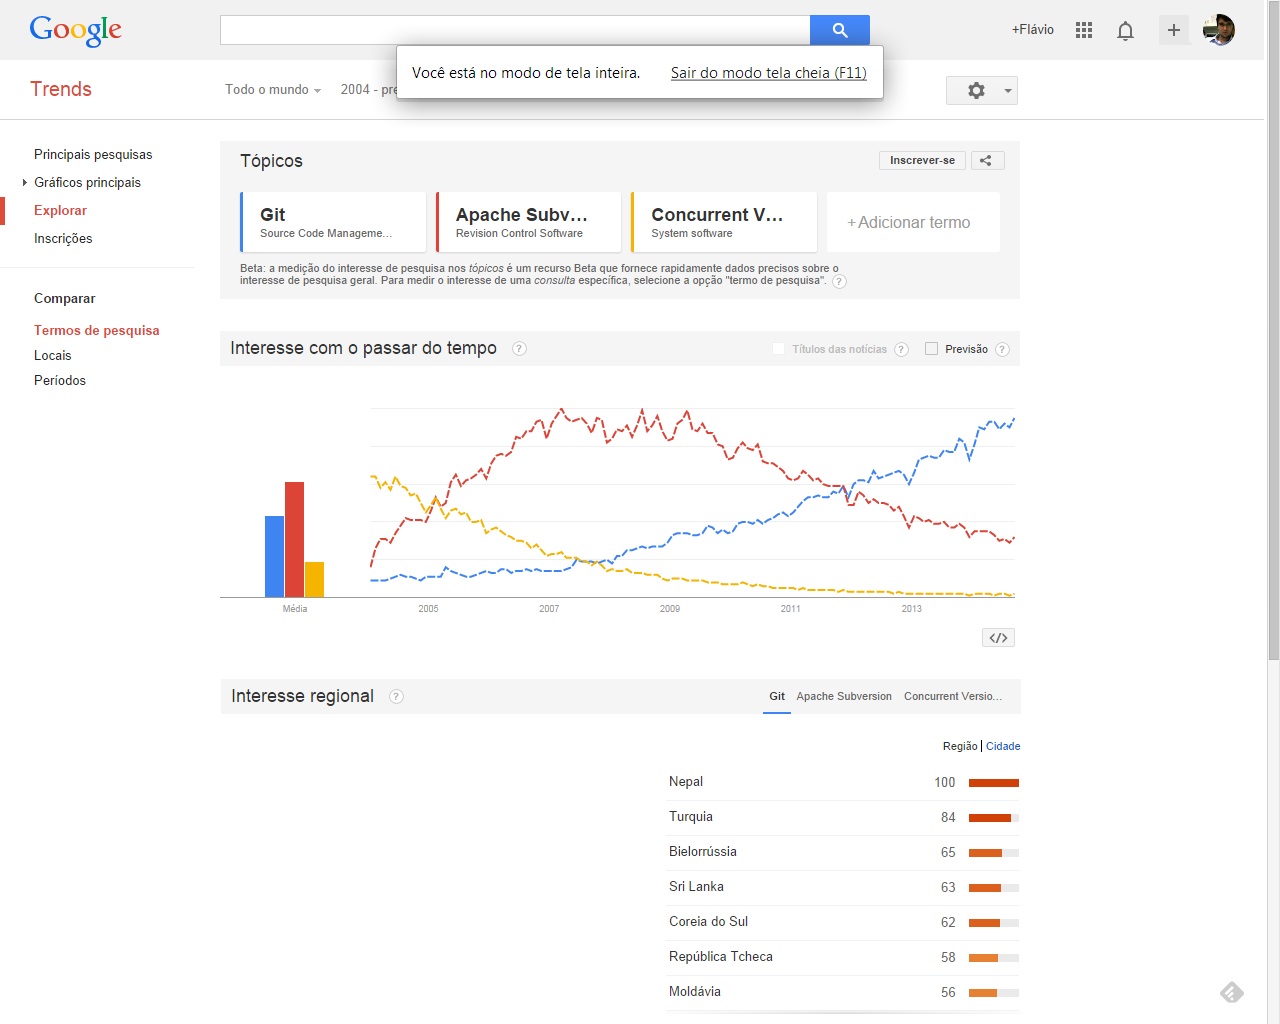 Google
+Flávio
Você está no modo de tela inteira. Sair do modo tela cheia (F11)
Trends
Todo o mundo
2004 - pre
Principais pesquisas
Gráficos principais
Explorar
Inscrições
Comparar
Termos de pesquisa
Locais
Períodos
Tópicos
Inscrever-se
Git
Source Code Manageme...
Apache Subv...
Revision Control Software
Concurrent V...
System software
+Adicionar termo
Beta: a medição do interesse de pesquisa nos tópicos é um recurso Beta que fornece rapidamente dados precisos sobre o
interesse de pesquisa geral. Para medir o interesse de uma consulta específica, selecione a opção "termo de pesquisa". ?
Interesse com o passar do tempo ?
Títulos das notícias ? Previsão ?
Média 2005 2007 2009 2011 2013
</>
Interesse regional ?
Git Apache Subversion Concurrent Versio...
Região | Cidade
Nepal 100
Turquia 84
Bielorrússia 65
Sri Lanka 63
Coreia do Sul 62
República Tcheca 58
Moldávia 56